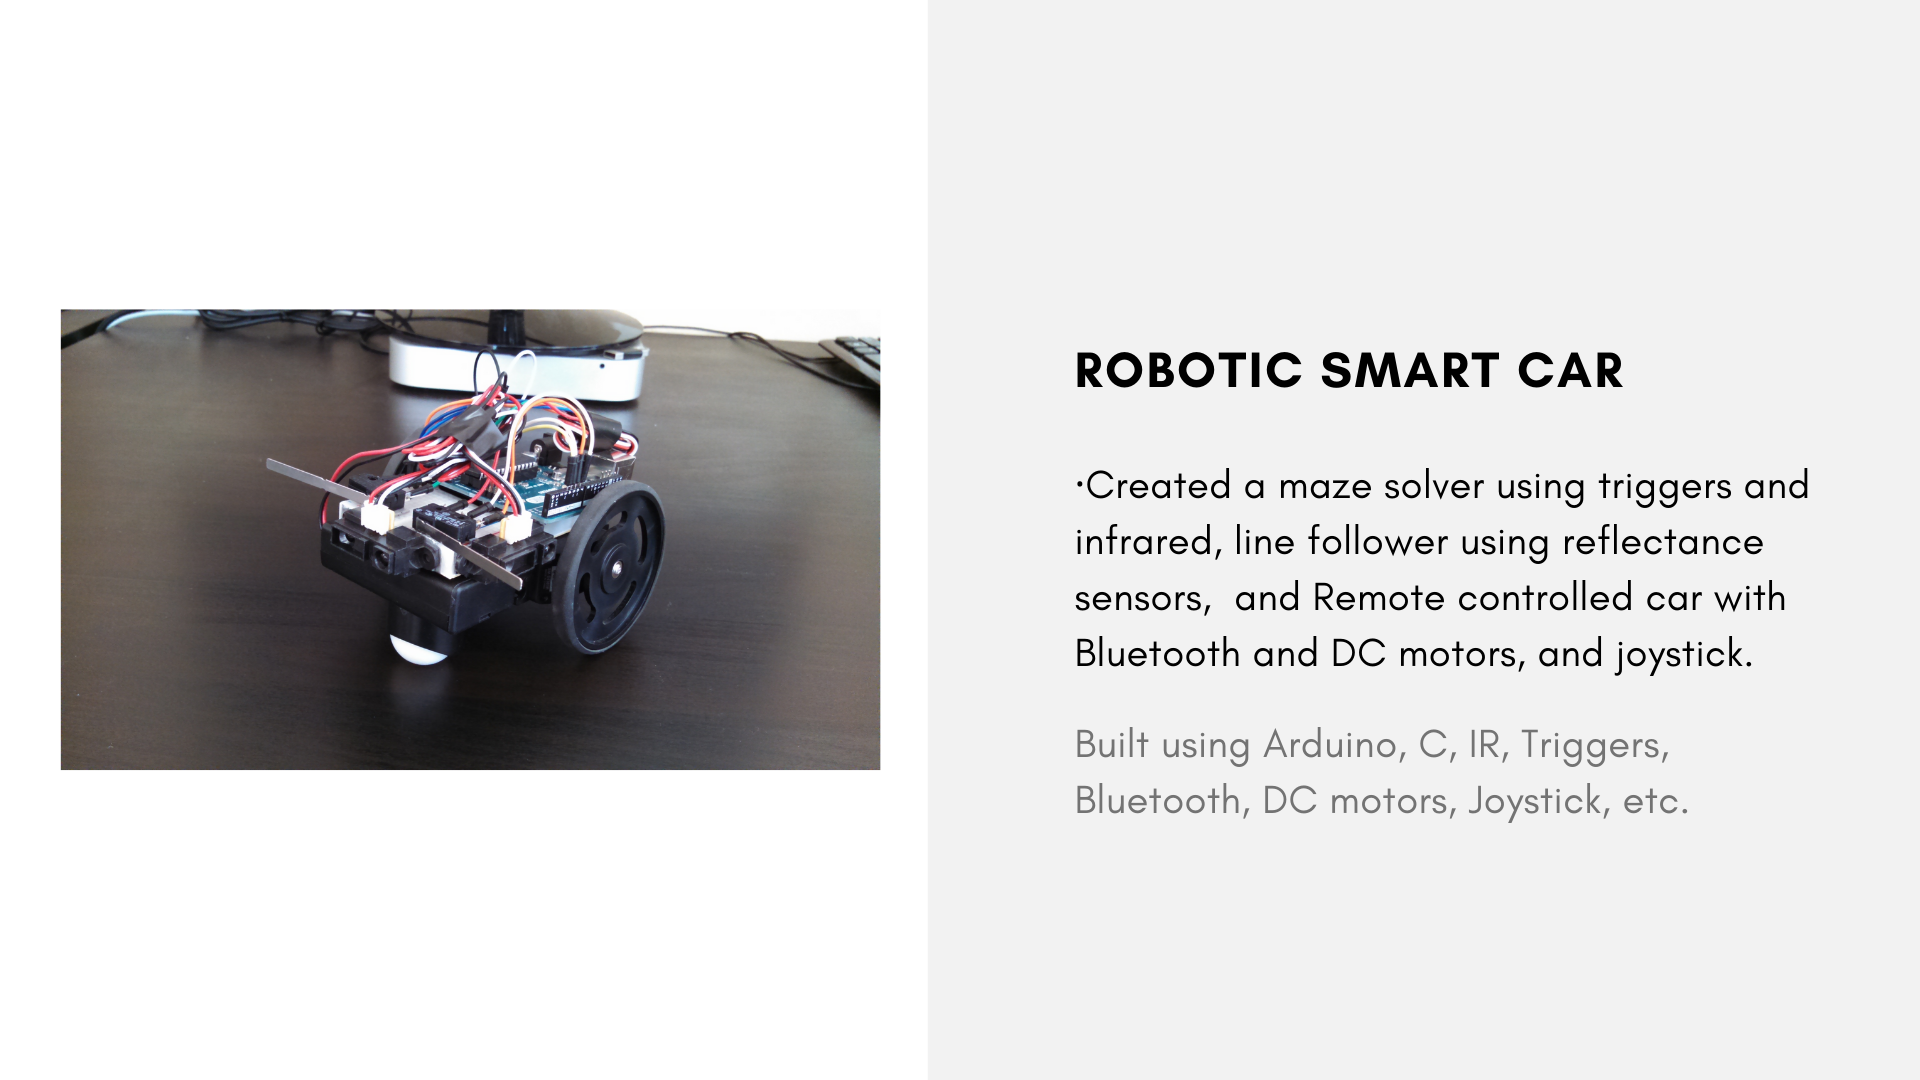 ROBOTIC SMART CAR
·Created a maze solver using triggers and
infrared, line follower using reflectance
sensors,  and Remote controlled car with
Bluetooth and DC motors, and joystick.
Built using Arduino, C, IR, Triggers,
Bluetooth, DC motors, Joystick, etc.